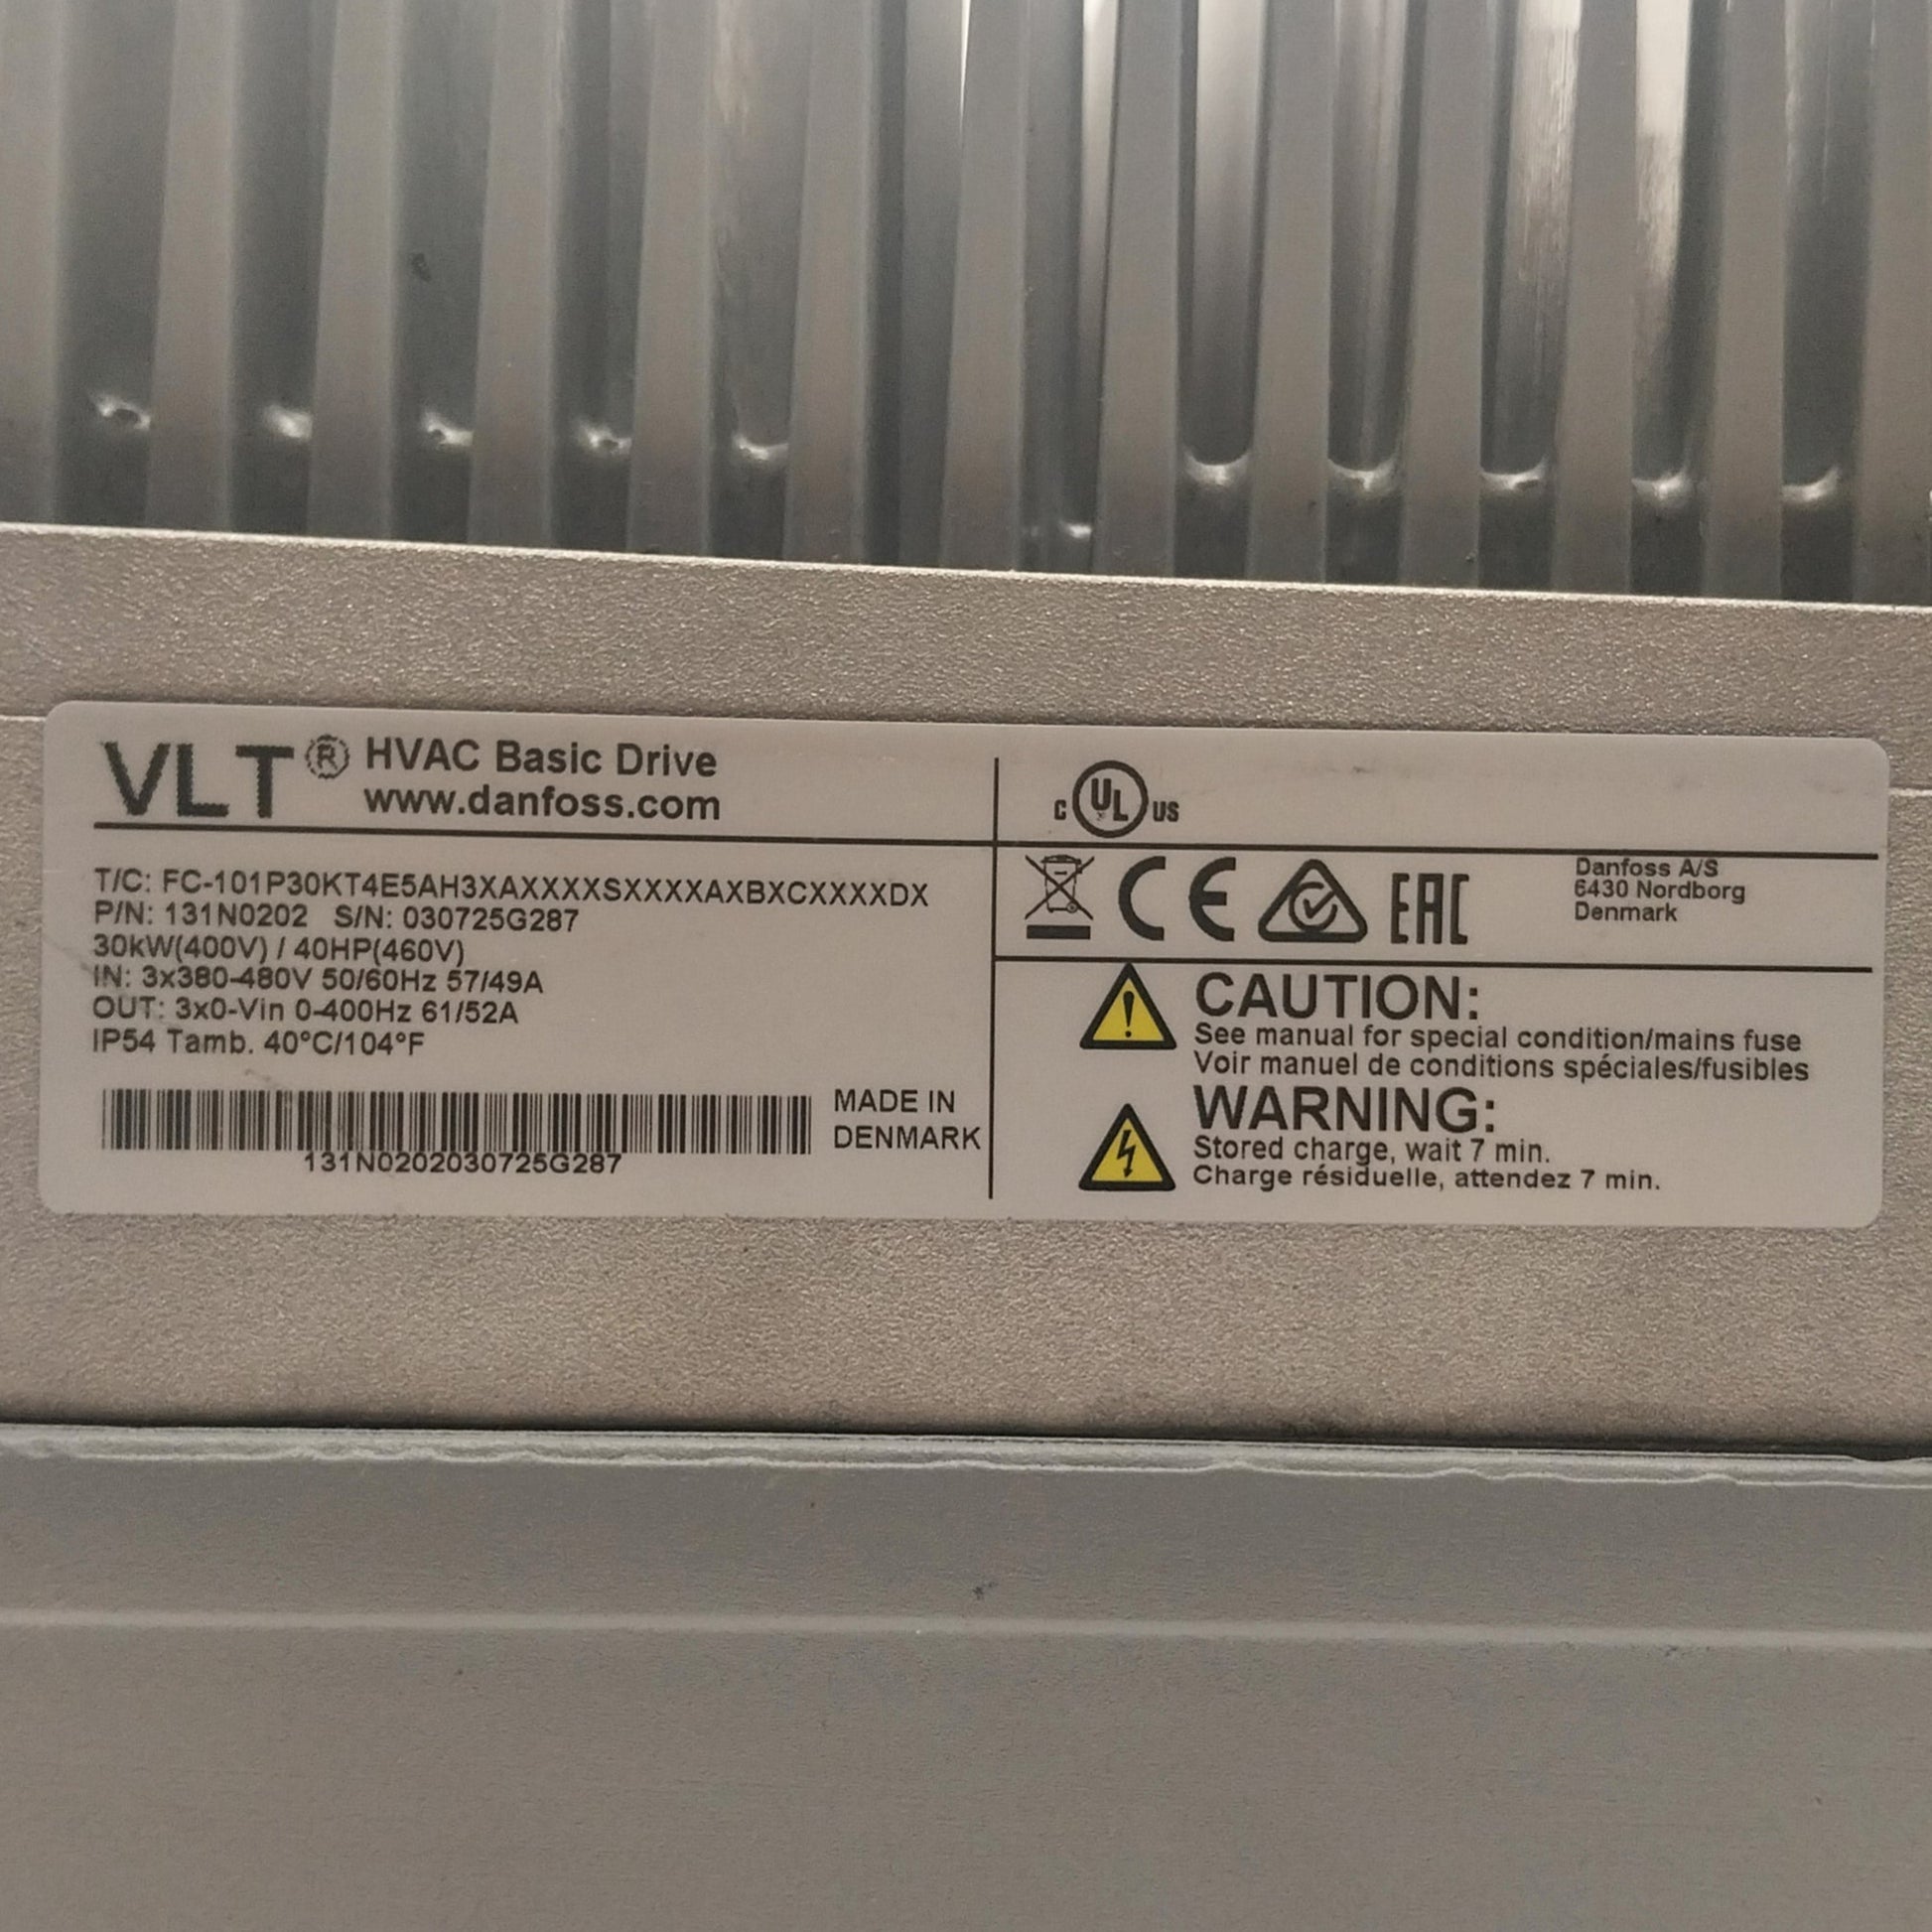 VLT® HVAC Basic Drive
www.danfoss.com
T/C: FC-101P30KT4E5AH3XAXXXXSXXXXAXBXCXXXXDX
P/N: 131N0202 S/N: 030725G287
30kW(400V) / 40HP(460V)
IN: 3x380-480V 50/60Hz 57/49A
OUT: 3x0-Vin 0-400Hz 61/52A
IP54 Tamb. 40°C/104°F
131N0202030725G287
MADE IN
DENMARK
C UL US
CE EAC
Danfoss A/S
6430 Nordborg
Denmark
CAUTION:
See manual for special condition/mains fuse
Voir manuel de conditions spéciales/fusibles
WARNING:
Stored charge, wait 7 min.
Charge résiduelle, attendez 7 min.